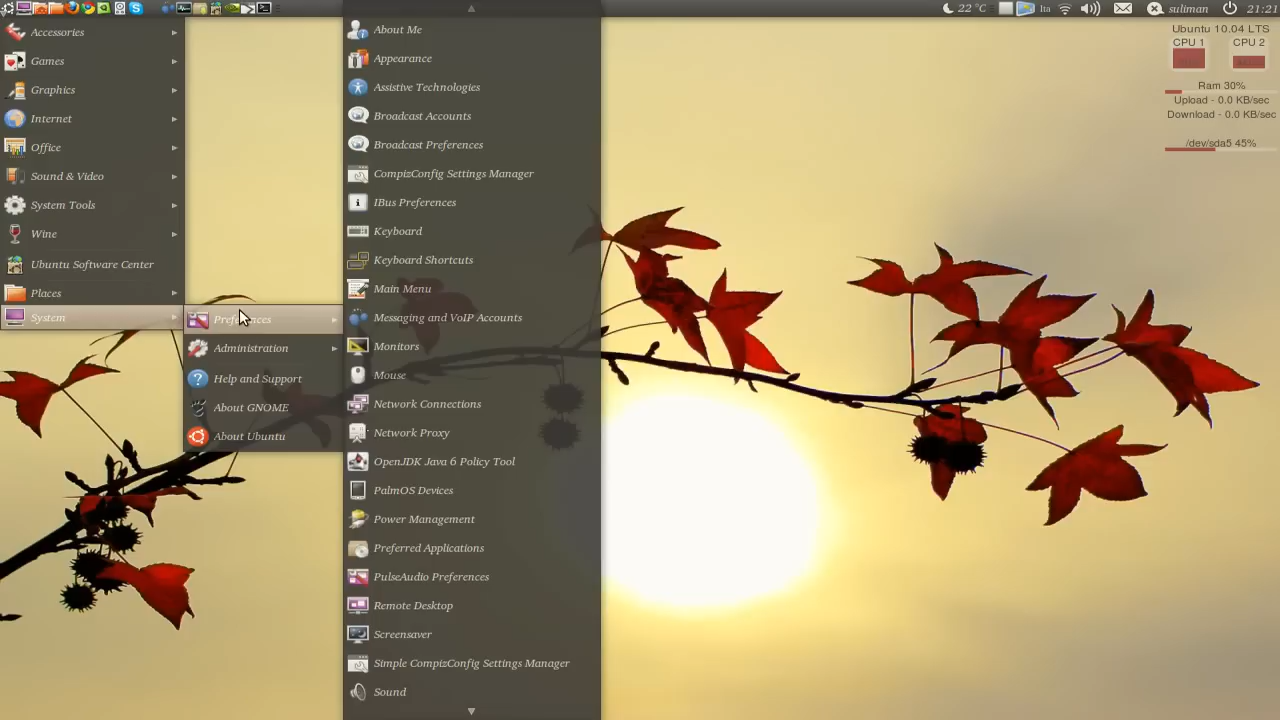 22 °C
Ita
suliman
21:21
Accessories
Games
Graphics
Internet
Office
Sound & Video
System Tools
Wine
Ubuntu Software Center
Places
System
Preferences
Administration
Help and Support
About GNOME
About Ubuntu
About Me
Appearance
Assistive Technologies
Broadcast Accounts
Broadcast Preferences
CompizConfig Settings Manager
IBus Preferences
Keyboard
Keyboard Shortcuts
Main Menu
Messaging and VoIP Accounts
Monitors
Mouse
Network Connections
Network Proxy
OpenJDK Java 6 Policy Tool
PalmOS Devices
Power Management
Preferred Applications
PulseAudio Preferences
Remote Desktop
Screensaver
Simple CompizConfig Settings Manager
Sound
Ubuntu 10.04 LTS
CPU 1 CPU 2
Ram 30%
Upload - 0.0 KB/sec
Download - 0.0 KB/sec
/dev/sda5 45%